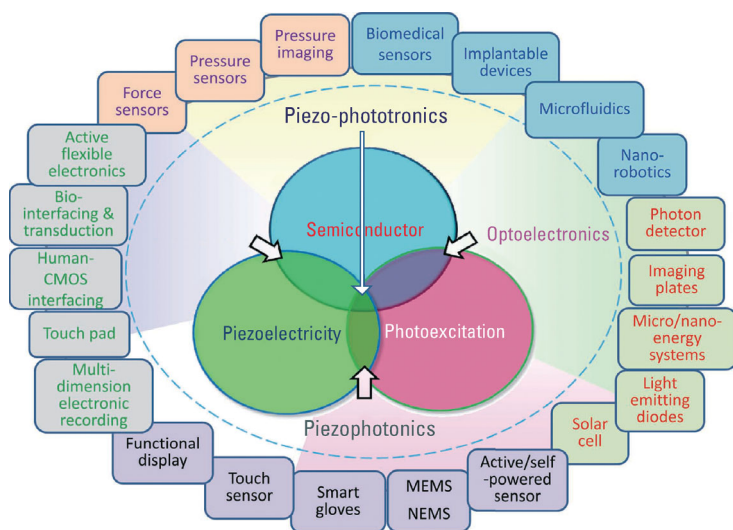 Pressure
imaging
Biomedical
sensors
Implantable
devices
Microfluidics
Nano-
robotics
Photon
detector
Imaging
plates
Micro/nano-
energy
systems
Light
emitting
diodes
Solar
cell
Active/self
-powered
sensor
MEMS
NEMS
Smart
gloves
Touch
sensor
Functional
display
Multi-
dimension
electronic
recording
Touch pad
Human-
CMOS
interfacing
Bio-
interfacing &
transduction
Active
flexible
electronics
Force
sensors
Pressure
sensors
Piezo-phototronics
Semiconductor
Optoelectronics
Piezoelectricity
Photoexcitation
Piezophotonics